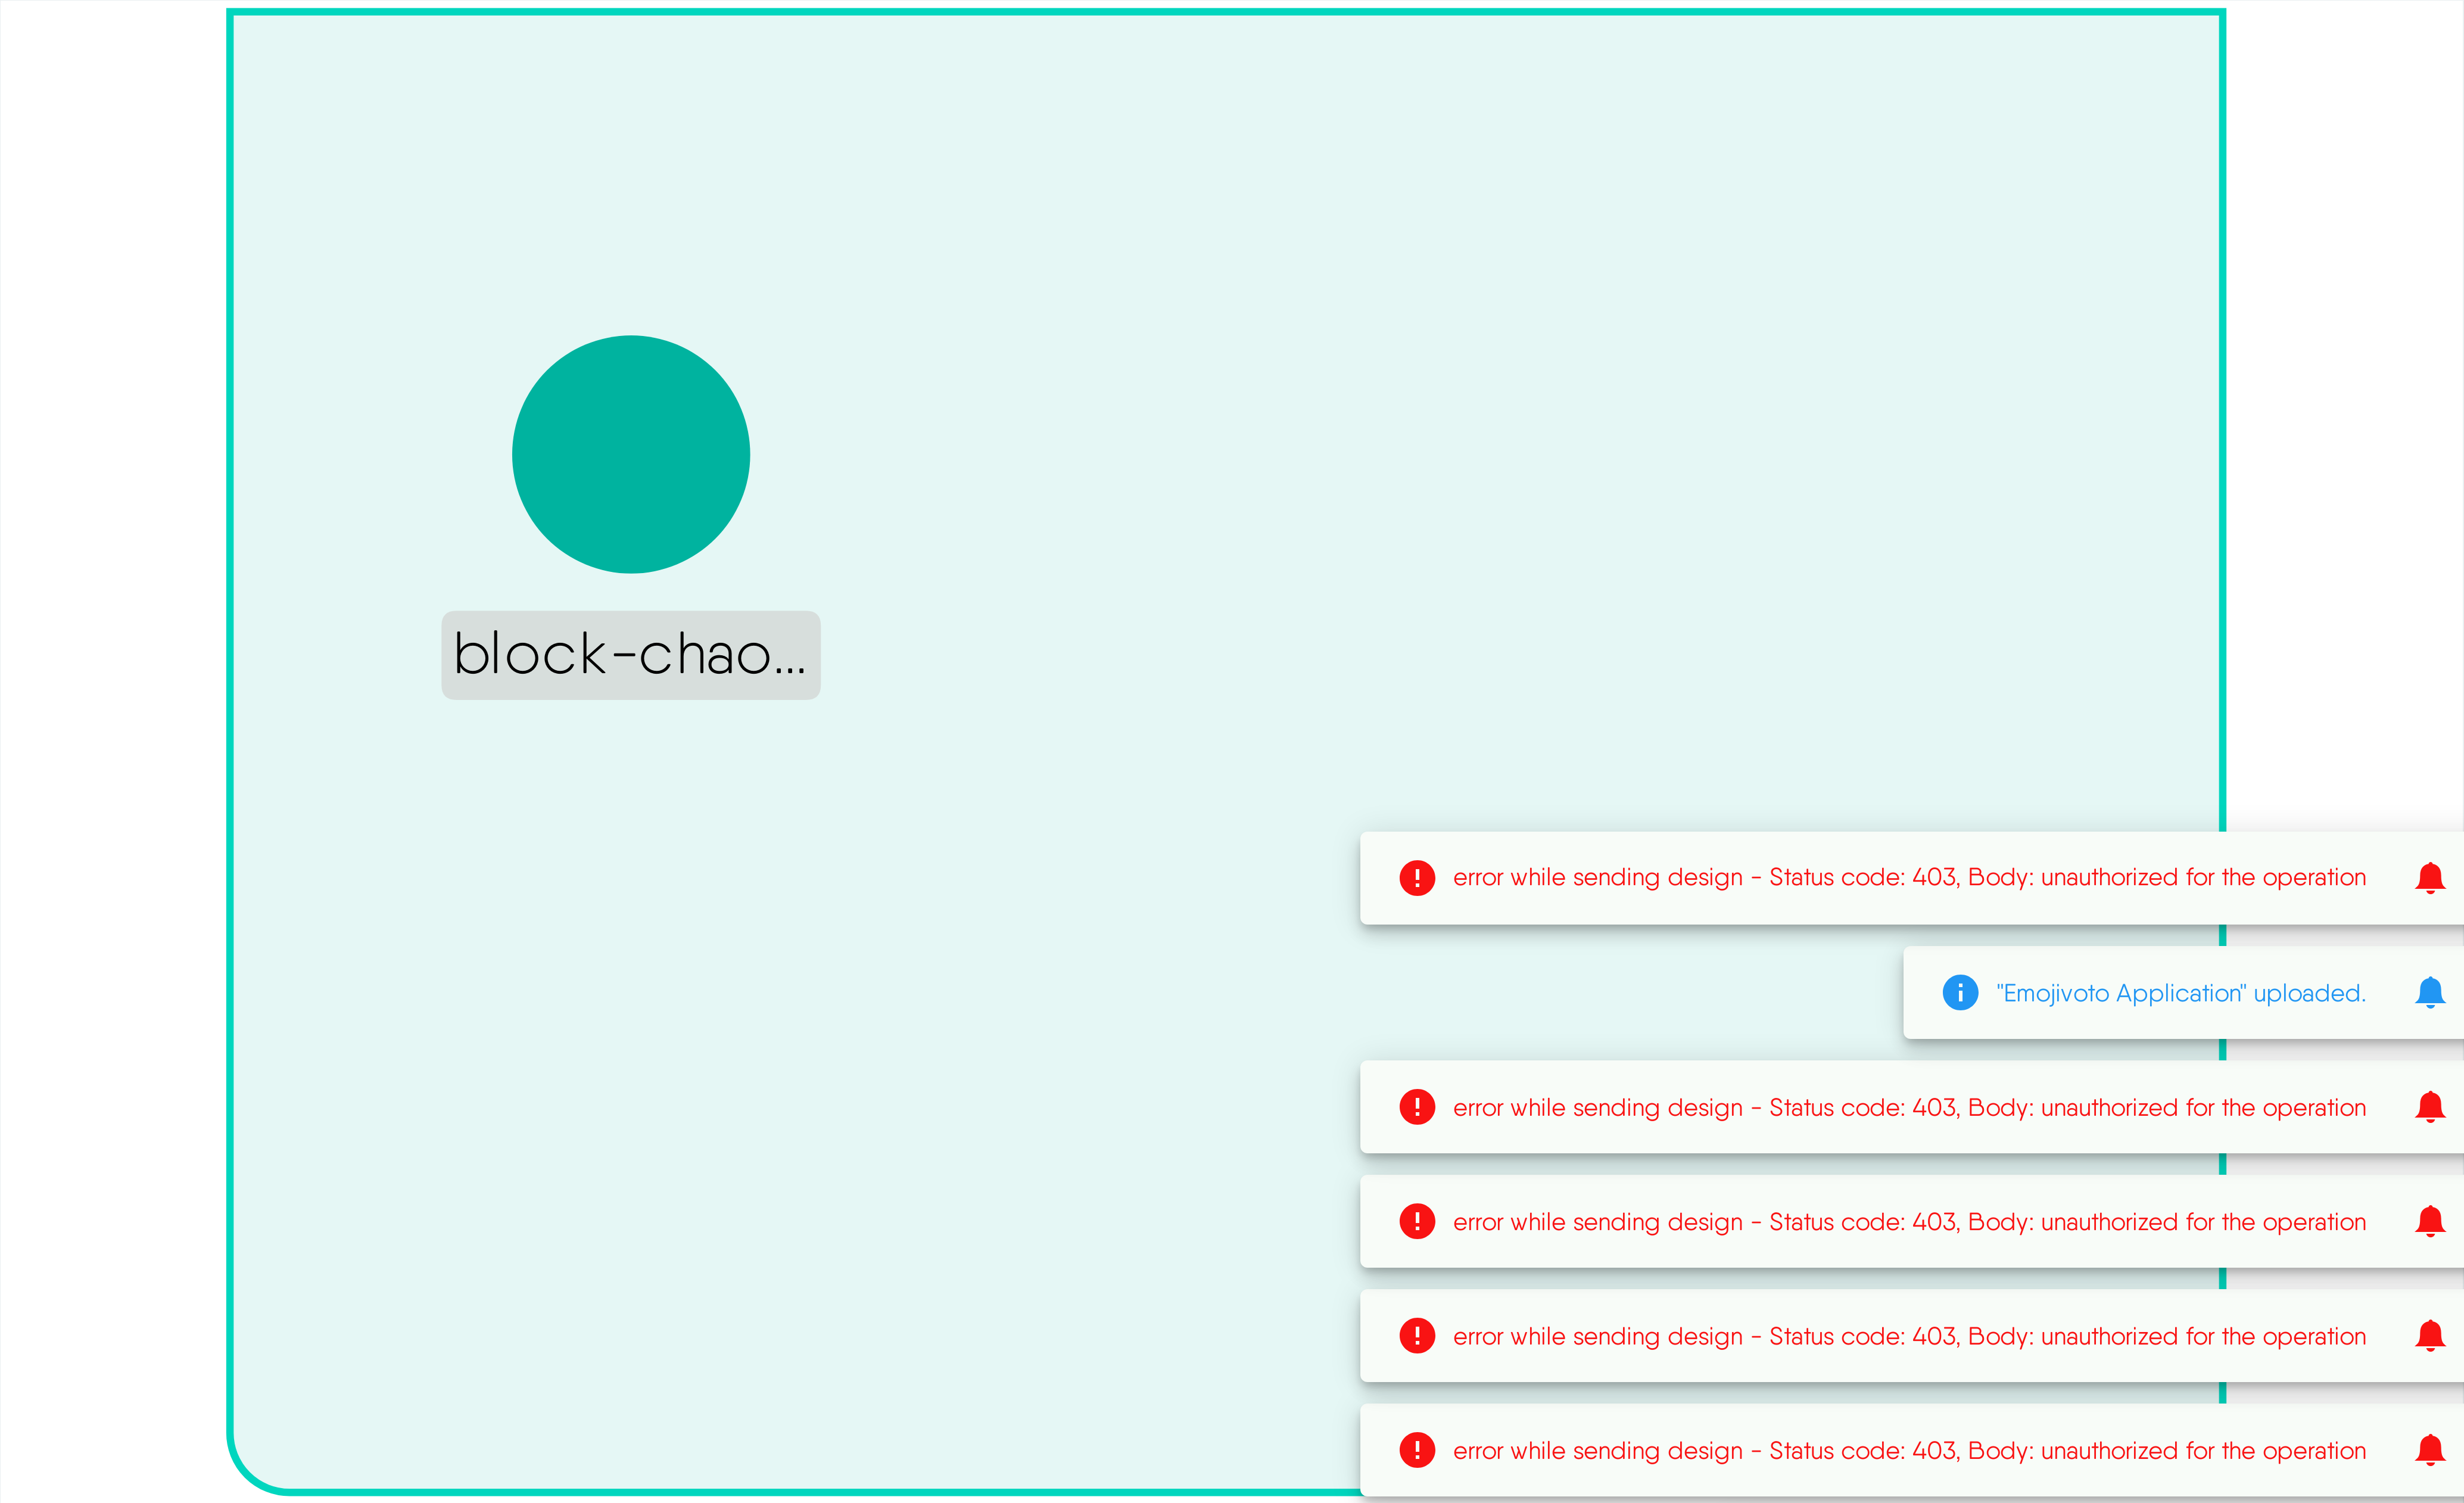 block-chao...
error while sending design - Status code: 403, Body: unauthorized for the operation
"Emojivoto Application" uploaded.
error while sending design - Status code: 403, Body: unauthorized for the operation
error while sending design - Status code: 403, Body: unauthorized for the operation
error while sending design - Status code: 403, Body: unauthorized for the operation
error while sending design - Status code: 403, Body: unauthorized for the operation